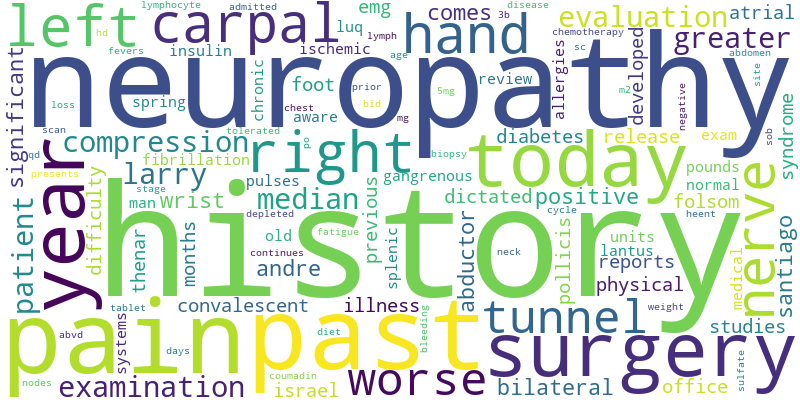 lymphocyte
admitted
3b
disease
left
carpal
emg
comes
evaluation
atrial
luq
hand
greater
hd
insulin
ischemic
lymph
chemotherapy
fevers
age
allergies
sc
developed
abdomen
neuropathy
significant
loss
spring
chronic
foot
prior
aware
review
5mg
chest
bid
mg
m2
negative
site
scan
tolerated
compression
right
po
diabetes
release
exam
sob
syndrome
qd
year
fibrillation
biopsy
today
pounds
presents
larry
pulses
gangrenous
normal
stage
difficulty
man
wrist
median
previous
dictated
positive
folsom
nerve
patient
history
depleted
cycle
heent
thenar
months
old
fatigue
splenic
abductor
pollicis
units
lantus
santiago
continues
neck
andre
reports
medical
physical
tablet
convalescent
illness
weight
pain
past
tunnel
abvd
systems
studies
days
diet
bleeding
surgery
nodes
examination
coumadin
israel
worse
bilateral
office
sulfate